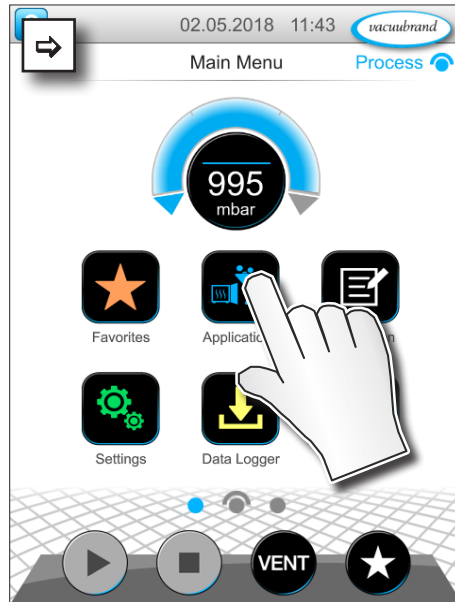 02.05.2018 11:43 vacuubrand
Main Menu Process
995
mbar
Favorites
Settings Data Logger
VENT